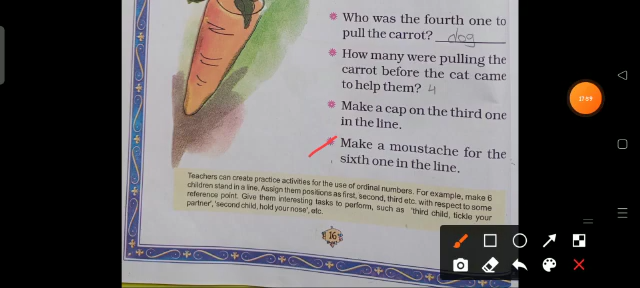 Who was the fourth one to
pull the carrot? dog
How many were pulling the
carrot before the cat came
to help them? 4
Make a cap on the third one
in the line.
Make a moustache for the
sixth one in the line.
Teachers can create practice activities for the use of ordinal numbers. For example, make 6
children stand in a line. Assign them positions as first, second, third etc. with respect to some
reference point. Give them interesting tasks to perform, such as 'third child, tickle your
partner', 'second child, hold your nose', etc.
16
17:59